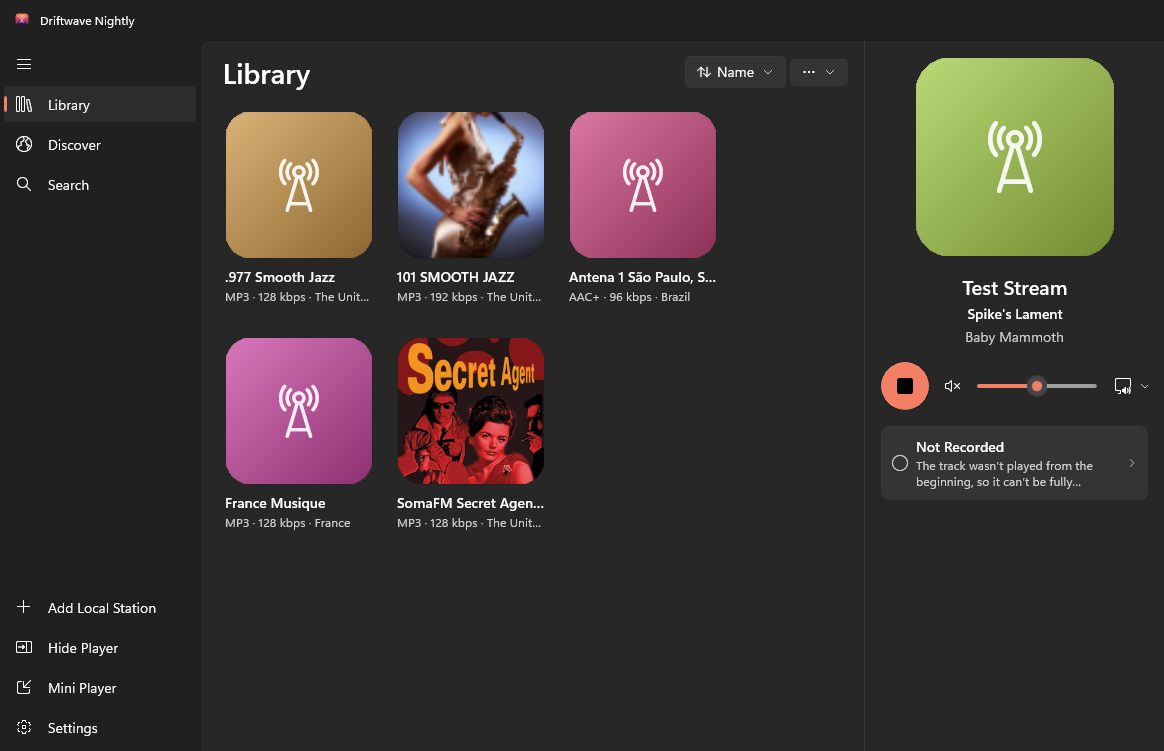 Driftwave Nightly
Library
Discover
Search
Add Local Station
Hide Player
Mini Player
Settings
Library
Name
.977 Smooth Jazz
MP3 · 128 kbps · The Unit...
101 SMOOTH JAZZ
MP3 · 192 kbps · The Unit...
Antena 1 São Paulo, S...
AAC+ · 96 kbps · Brazil
Secret Agent
France Musique
MP3 · 128 kbps · France
SomaFM Secret Agen...
MP3 · 128 kbps · The Unit...
Test Stream
Spike's Lament
Baby Mammoth
Not Recorded
The track wasn't played from the
beginning, so it can't be fully...